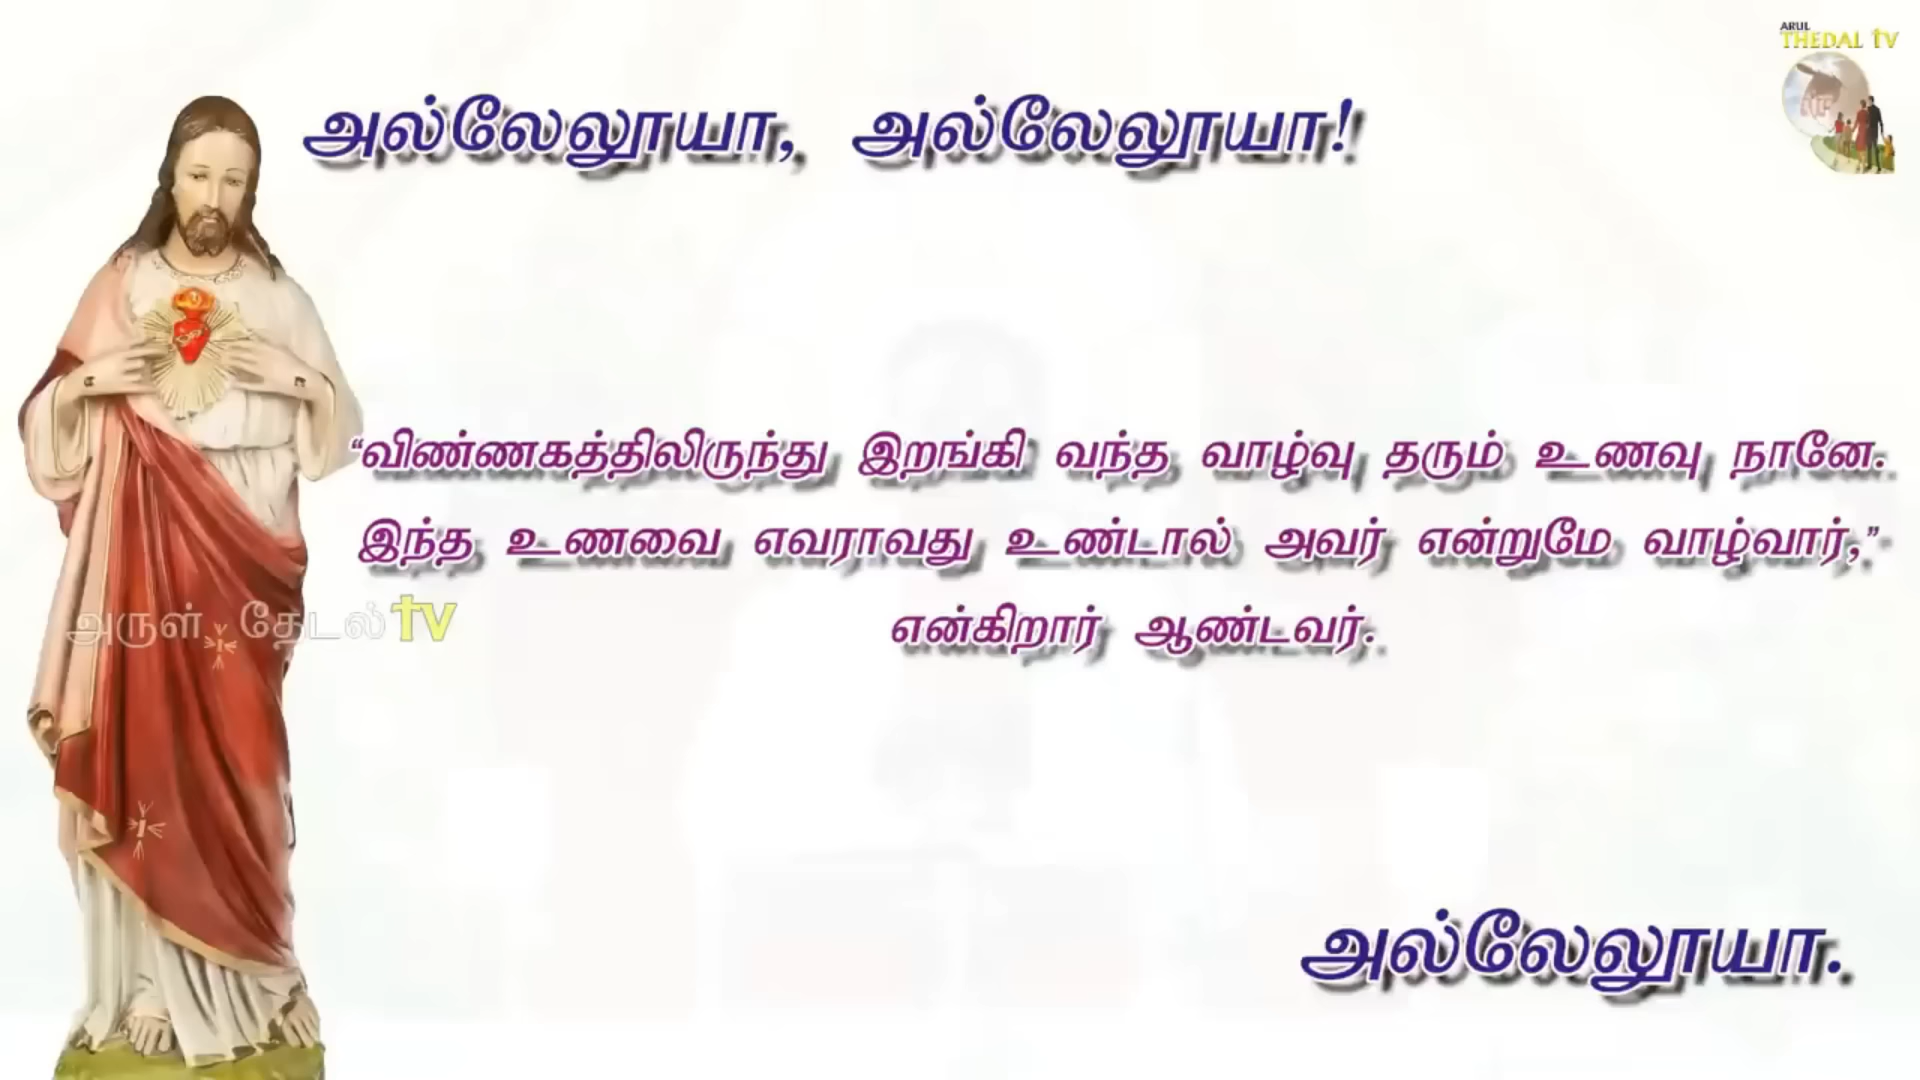 ARUL
THEDAL TV
அல்லேலூயா, அல்லேலூயா!
“விண்ணகத்திலிருந்து இறங்கி வந்த வாழ்வு தரும் உணவு நானே.
இந்த உணவை எவராவது உண்டால் அவர் என்றுமே வாழ்வார்,”
என்கிறார் ஆண்டவர்.
அருள் தேடல் TV
அல்லேலூயா.